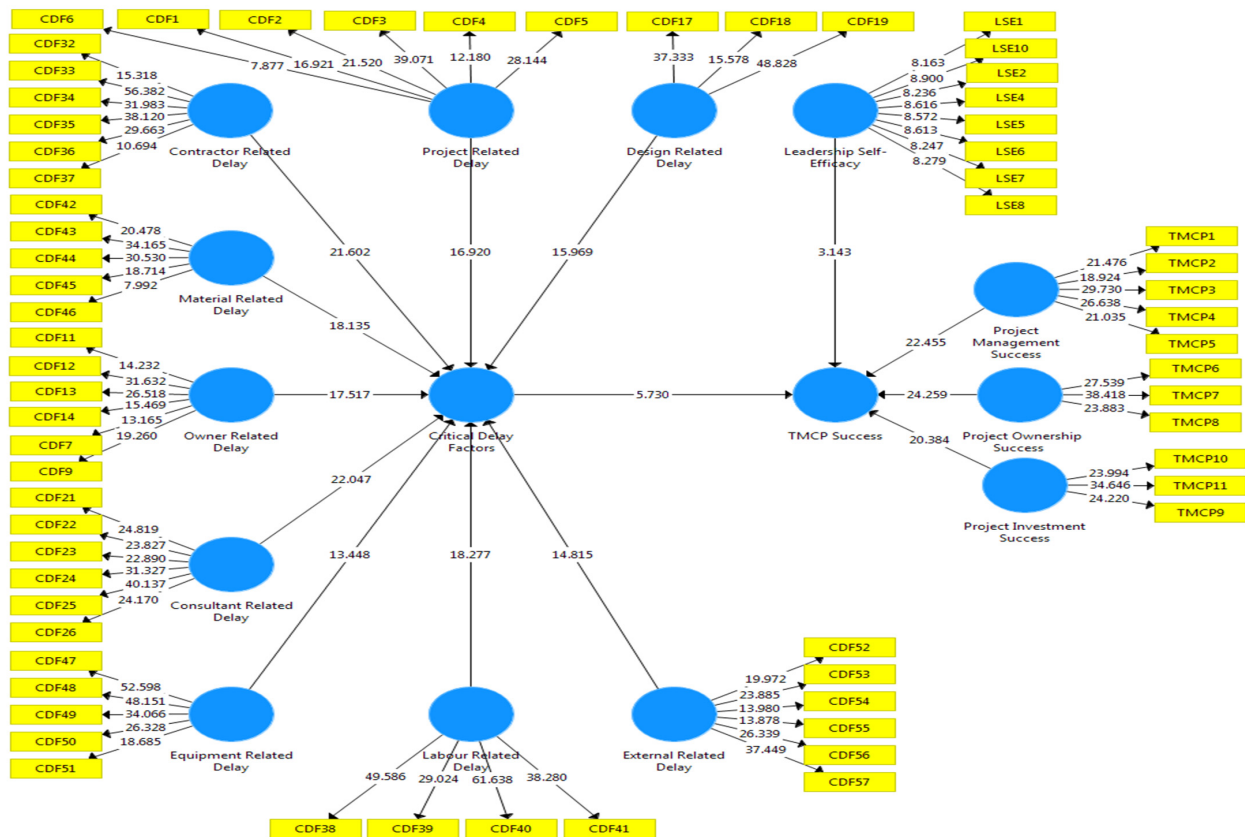 CDF6
CDF1
CDF2
CDF3
CDF4
CDF5
CDF17
CDF18
CDF19
LSE1
CDF32
CDF33
CDF34
CDF35
CDF36
CDF37
15.318
56.382
31.983
38.120
29.663
10.694
Contractor Related
Delay
7.877
16.921
21.520
39.071
12.180
28.144
Project Related
Delay
37.333
15.578
48.828
Design Related
Delay
Leadership Self-
Efficacy
8.163
8.900
8.236
8.616
8.572
8.613
8.247
8.279
LSE10
LSE2
LSE4
LSE5
LSE6
LSE7
LSE8
CDF42
CDF43
CDF44
CDF45
CDF46
20.478
34.165
30.530
18.714
7.992
Material Related
Delay
21.602
16.920
15.969
3.143
18.135
Project
Management
Success
21.476
18.924
29.730
26.638
21.035
TMCP1
TMCP2
TMCP3
TMCP4
TMCP5
22.455
CDF11
CDF12
CDF13
CDF14
CDF7
CDF9
14.232
31.632
26.518
15.469
13.165
19.260
Owner Related
Delay
17.517
Critical Delay
Factors
5.730
TMCP Success
24.259
Project Ownership
Success
27.539
38.418
23.883
TMCP6
TMCP7
TMCP8
20.384
Project Investment
Success
23.994
34.646
24.220
TMCP10
TMCP11
TMCP9
CDF21
CDF22
CDF23
CDF24
CDF25
CDF26
24.819
23.827
22.890
31.327
40.137
24.170
Consultant Related
Delay
22.047
13.448
18.277
14.815
CDF47
CDF48
CDF49
CDF50
CDF51
52.598
48.151
34.066
26.328
18.685
Equipment Related
Delay
Labour Related
Delay
49.586
29.024
61.638
38.280
CDF38
CDF39
CDF40
CDF41
External Related
Delay
19.972
23.885
13.980
13.878
26.339
37.449
CDF52
CDF53
CDF54
CDF55
CDF56
CDF57